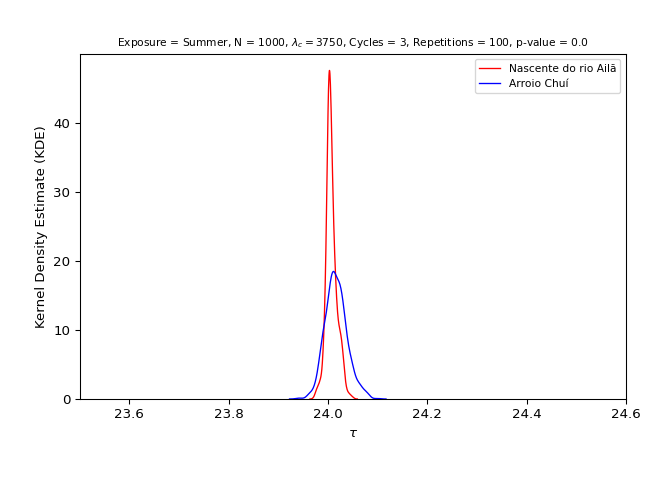 Exposure = Summer, N = 1000, λc = 3750, Cycles = 3, Repetitions = 100, p-value = 0.0
Nascente do rio Ailã
Arroio Chuí
Kernel Density Estimate (KDE)
40
30
20
10
0
23.6 23.8 24.0 24.2 24.4 24.6
τ